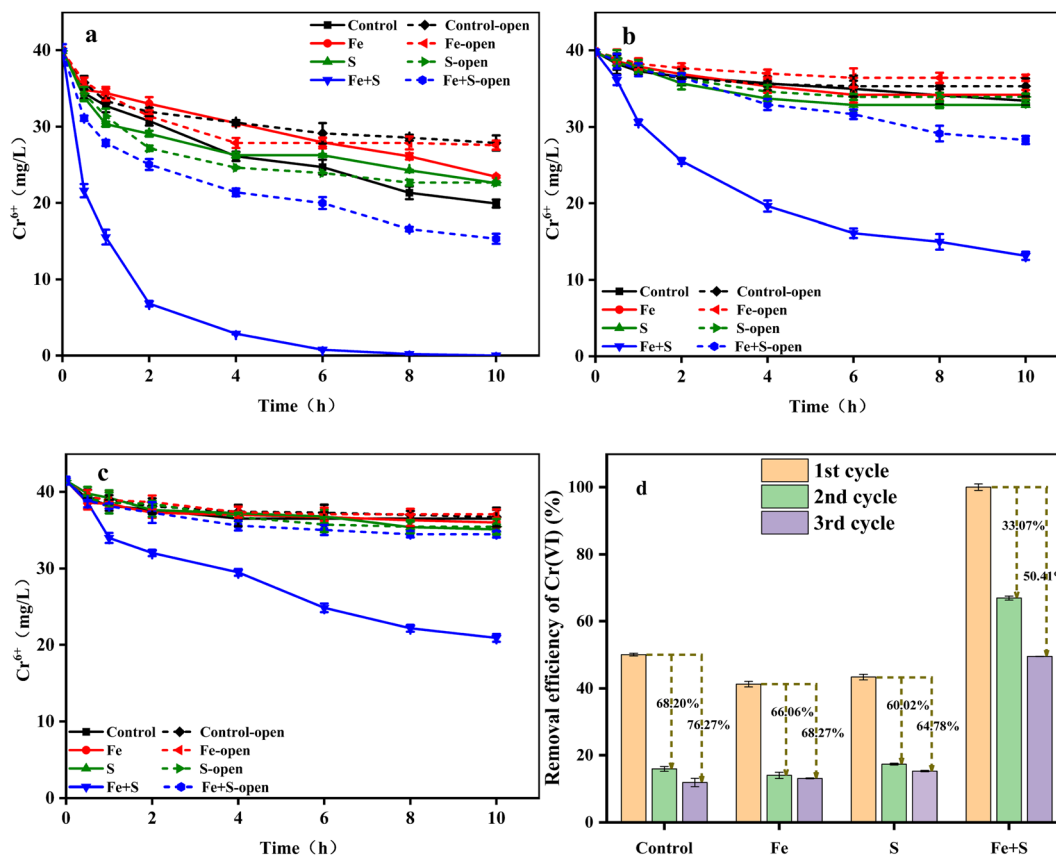 a
Control
Control-open
Fe
Fe-open
S
S-open
Fe+S
Fe+S-open
Cr6+（mg/L）
40
30
20
10
0
0 2 4 6 8 10
Time（h）
b
Control
Control-open
Fe
Fe-open
S
S-open
Fe+S
Fe+S-open
Cr6+（mg/L）
40
30
20
10
0
0 2 4 6 8 10
Time（h）
c
Control
Control-open
Fe
Fe-open
S
S-open
Fe+S
Fe+S-open
Cr6+（mg/L）
40
20
0
0 2 4 6 8 10
Time（h）
d
1st cycle
2nd cycle
3rd cycle
Removal efficiency of Cr(VI) (%)
100
80
60
40
20
0
68.20%
76.27%
66.06%
68.27%
60.02%
64.78%
33.07%
50.41%
Control Fe S Fe+S